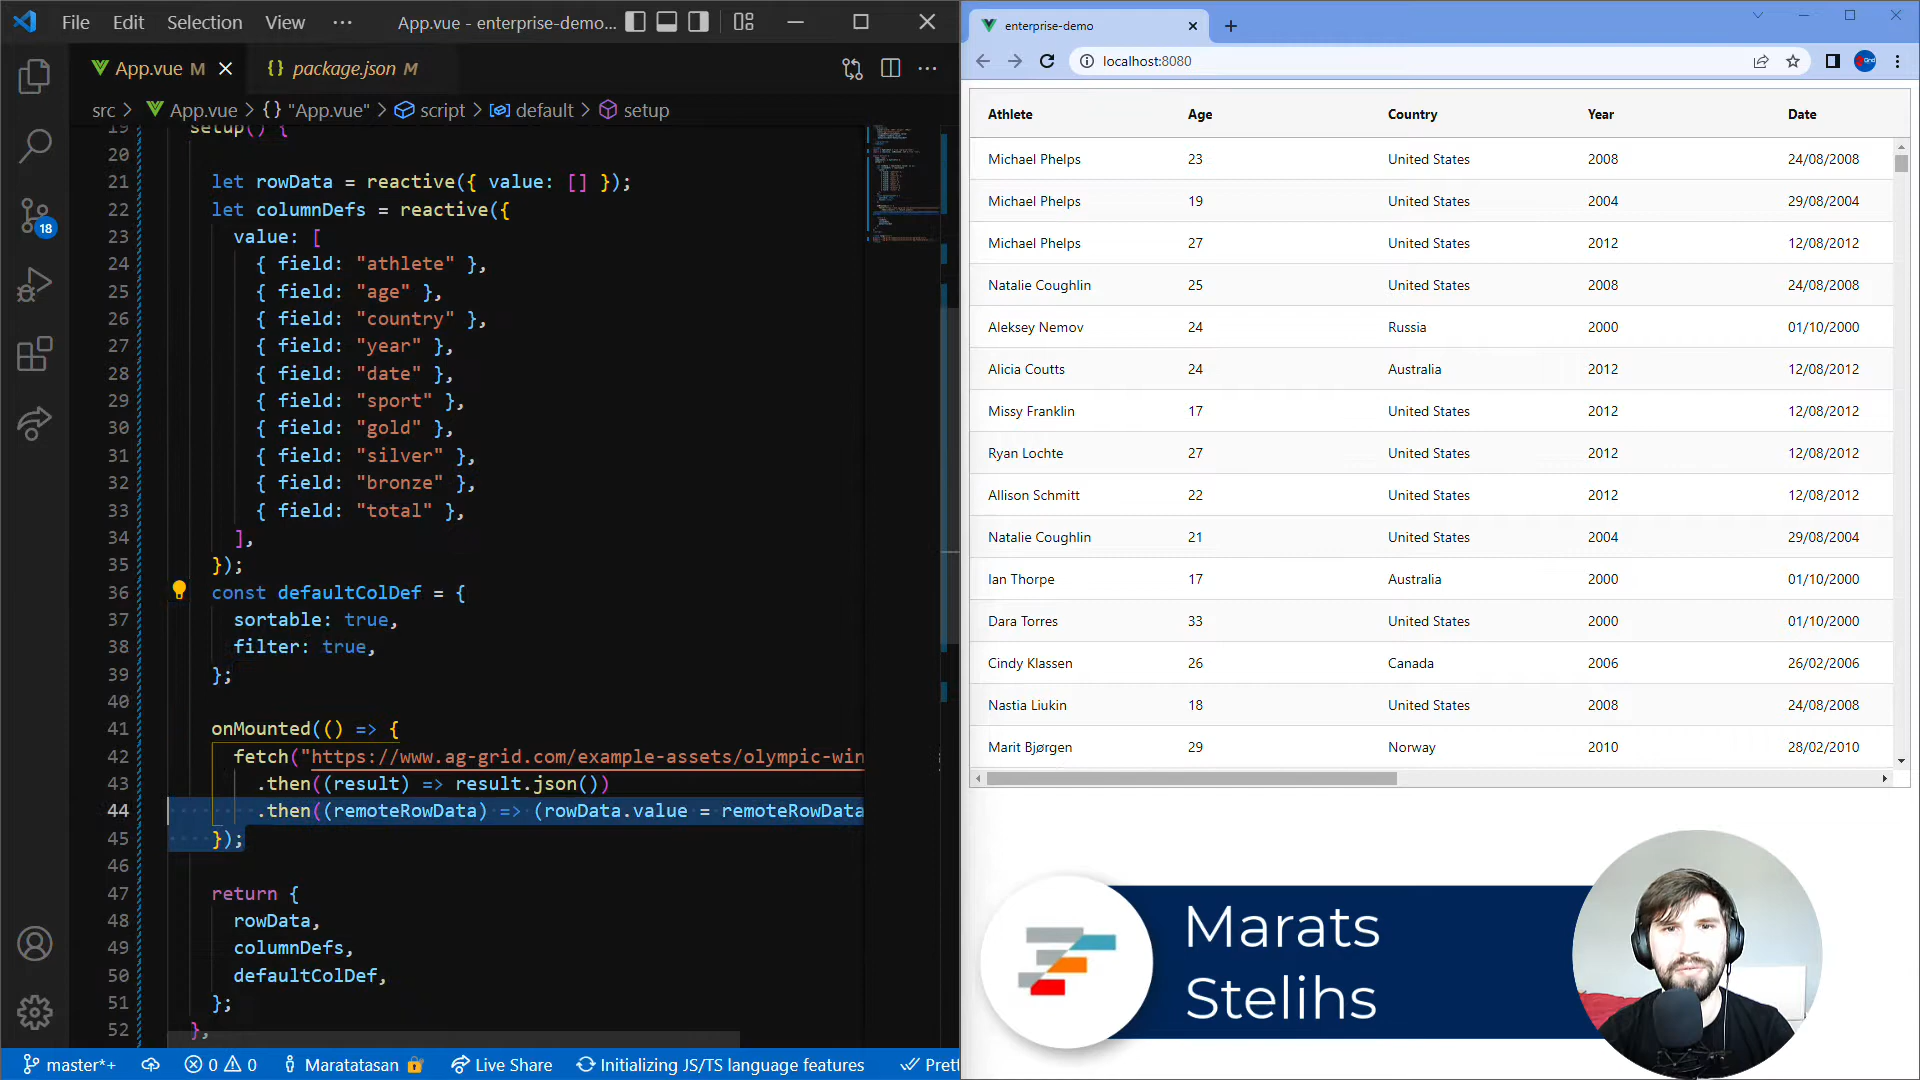 File Edit Selection View ··· App.vue - enterprise-demo...
App.vue M
package.json M
src > App.vue > {} "App.vue" > script > default > setup
19 setup() {
20
21 let rowData = reactive({ value: [] });
22 let columnDefs = reactive({
23 value: [
24 { field: "athlete" },
25 { field: "age" },
26 { field: "country" },
27 { field: "year" },
28 { field: "date" },
29 { field: "sport" },
30 { field: "gold" },
31 { field: "silver" },
32 { field: "bronze" },
33 { field: "total" },
34 ],
35 });
36 const defaultColDef = {
37 sortable: true,
38 filter: true,
39 };
40
41 onMounted(() => {
42 fetch("https://www.ag-grid.com/example-assets/olympic-win
43 .then((result) => result.json())
44 .then((remoteRowData) => (rowData.value = remoteRowData
45 });
46
47 return {
48 rowData,
49 columnDefs,
50 defaultColDef,
51 };
52 },
18
master*+ 0 0 Maratatasan Live Share Initializing JS/TS language features Prett
enterprise-demo
localhost:8080
Athlete Age Country Year Date
Michael Phelps 23 United States 2008 24/08/2008
Michael Phelps 19 United States 2004 29/08/2004
Michael Phelps 27 United States 2012 12/08/2012
Natalie Coughlin 25 United States 2008 24/08/2008
Aleksey Nemov 24 Russia 2000 01/10/2000
Alicia Coutts 24 Australia 2012 12/08/2012
Missy Franklin 17 United States 2012 12/08/2012
Ryan Lochte 27 United States 2012 12/08/2012
Allison Schmitt 22 United States 2012 12/08/2012
Natalie Coughlin 21 United States 2004 29/08/2004
Ian Thorpe 17 Australia 2000 01/10/2000
Dara Torres 33 United States 2000 01/10/2000
Cindy Klassen 26 Canada 2006 26/02/2006
Nastia Liukin 18 United States 2008 24/08/2008
Marit Bjørgen 29 Norway 2010 28/02/2010
Marats
Stelihs